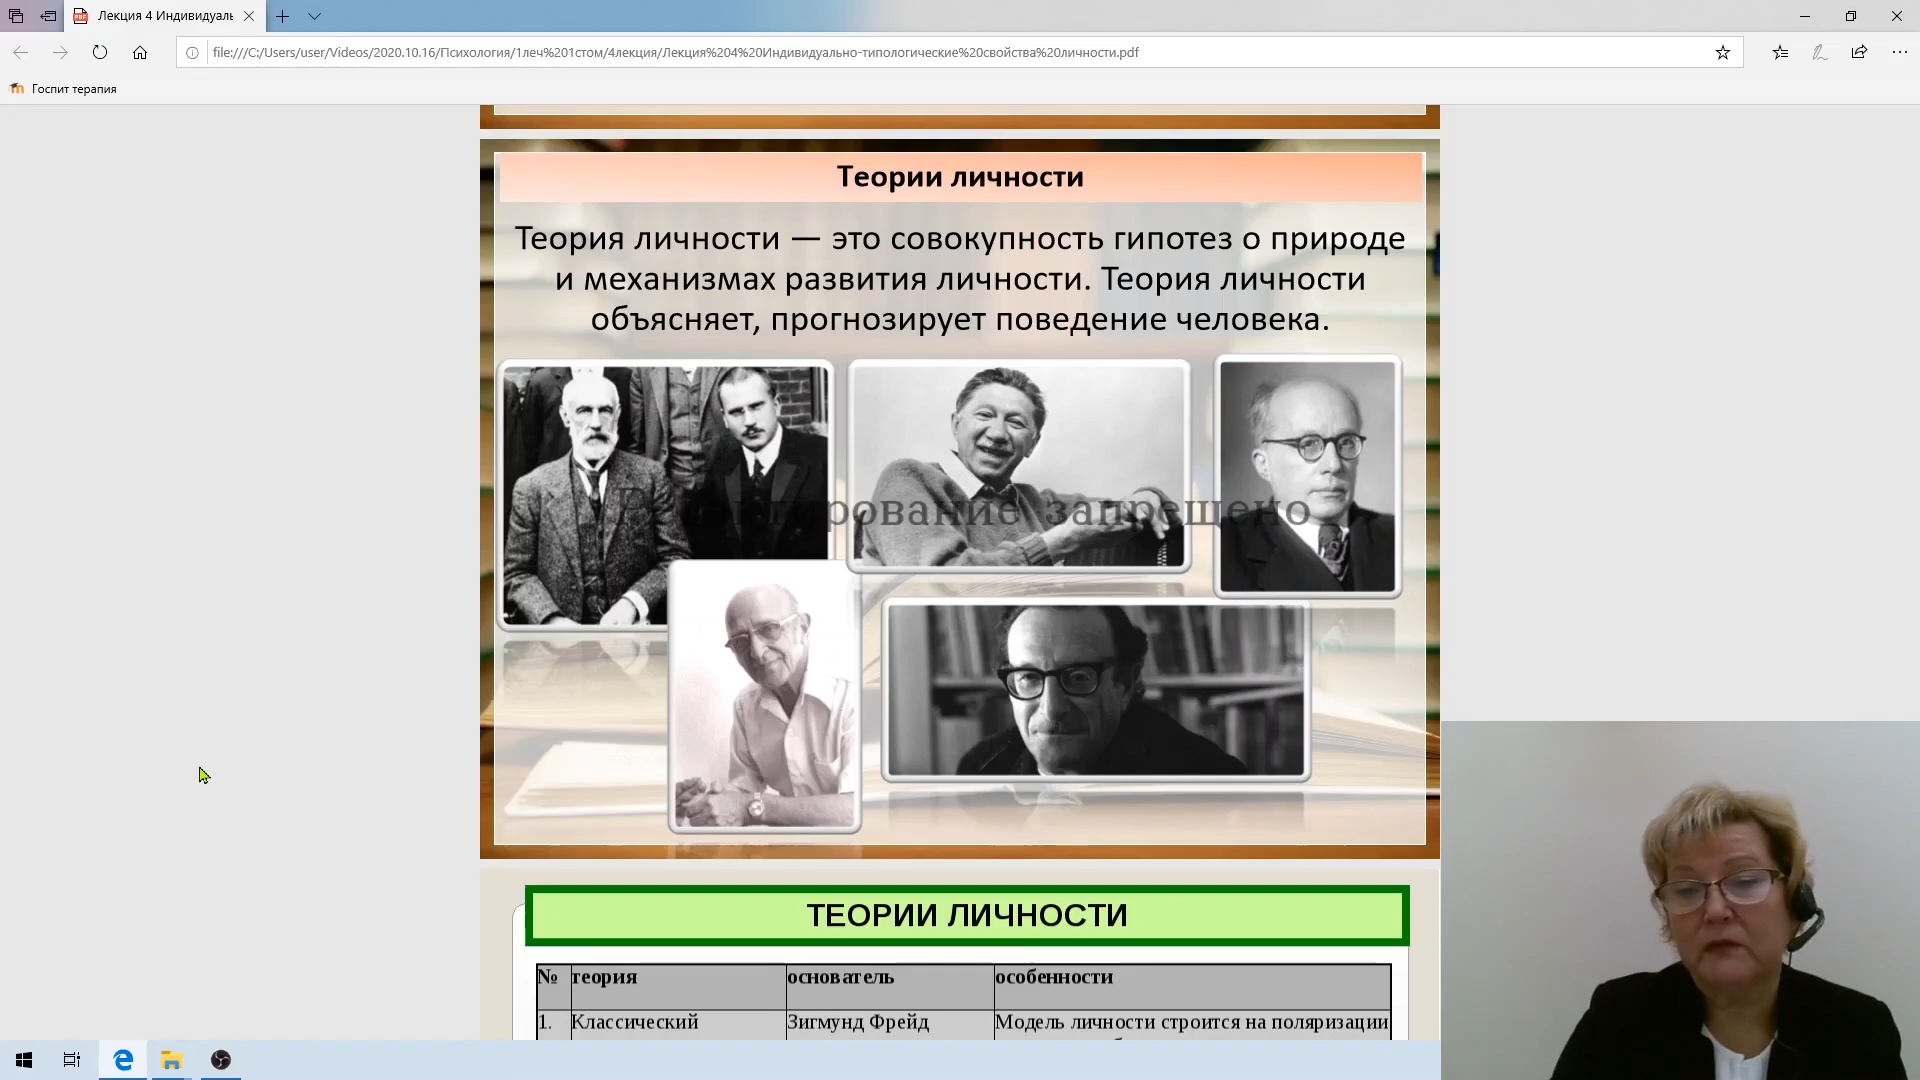 Лекция 4 Индивидуаль
file:///C:/Users/user/Videos/2020.10.16/Психология/1леч%201стом/4лекция/Лекция%204%20Индивидуально-типологические%20свойства%20личности.pdf
Госпит терапия
Теории личности
Теория личности — это совокупность гипотез о природе
и механизмах развития личности. Теория личности
объясняет, прогнозирует поведение человека.
запрещено
ТЕОРИИ ЛИЧНОСТИ
№ теория основатель особенности
1. Классический Зигмунд Фрейд Модель личности строится на поляризации